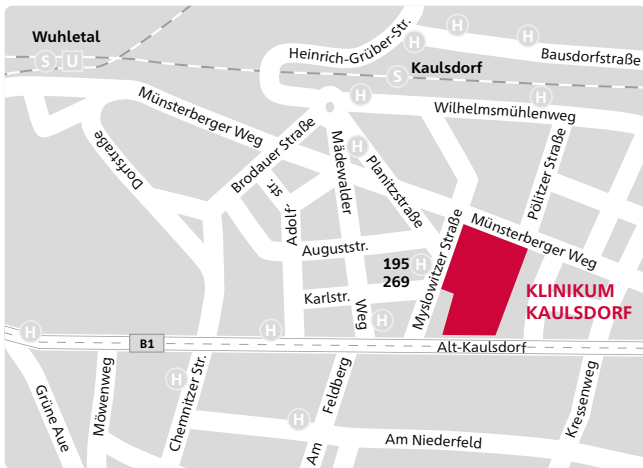 Wuhletal
S U
Heinrich-Grüber-Str.
H
H
H
Bausdorfstraße
S
Kaulsdorf
H
H
Wilhelmsmühlenweg
Münsterberger Weg
Dorfstraße
Brodauer Straße
Adolf-
str.
Mädewalder
Weg
H
Planitzstraße
Pölitzer Straße
Myslowitzer Straße
Münsterberger Weg
Auguststr.
195
269
H
Karlstr.
KLINIKUM
KAULSDORF
H
B1
H
Alt-Kaulsdorf
Grüne Aue
Möwenweg
H
Chemnitzer Str.
Am
Feldberg
H
Am Niederfeld
Kressenweg